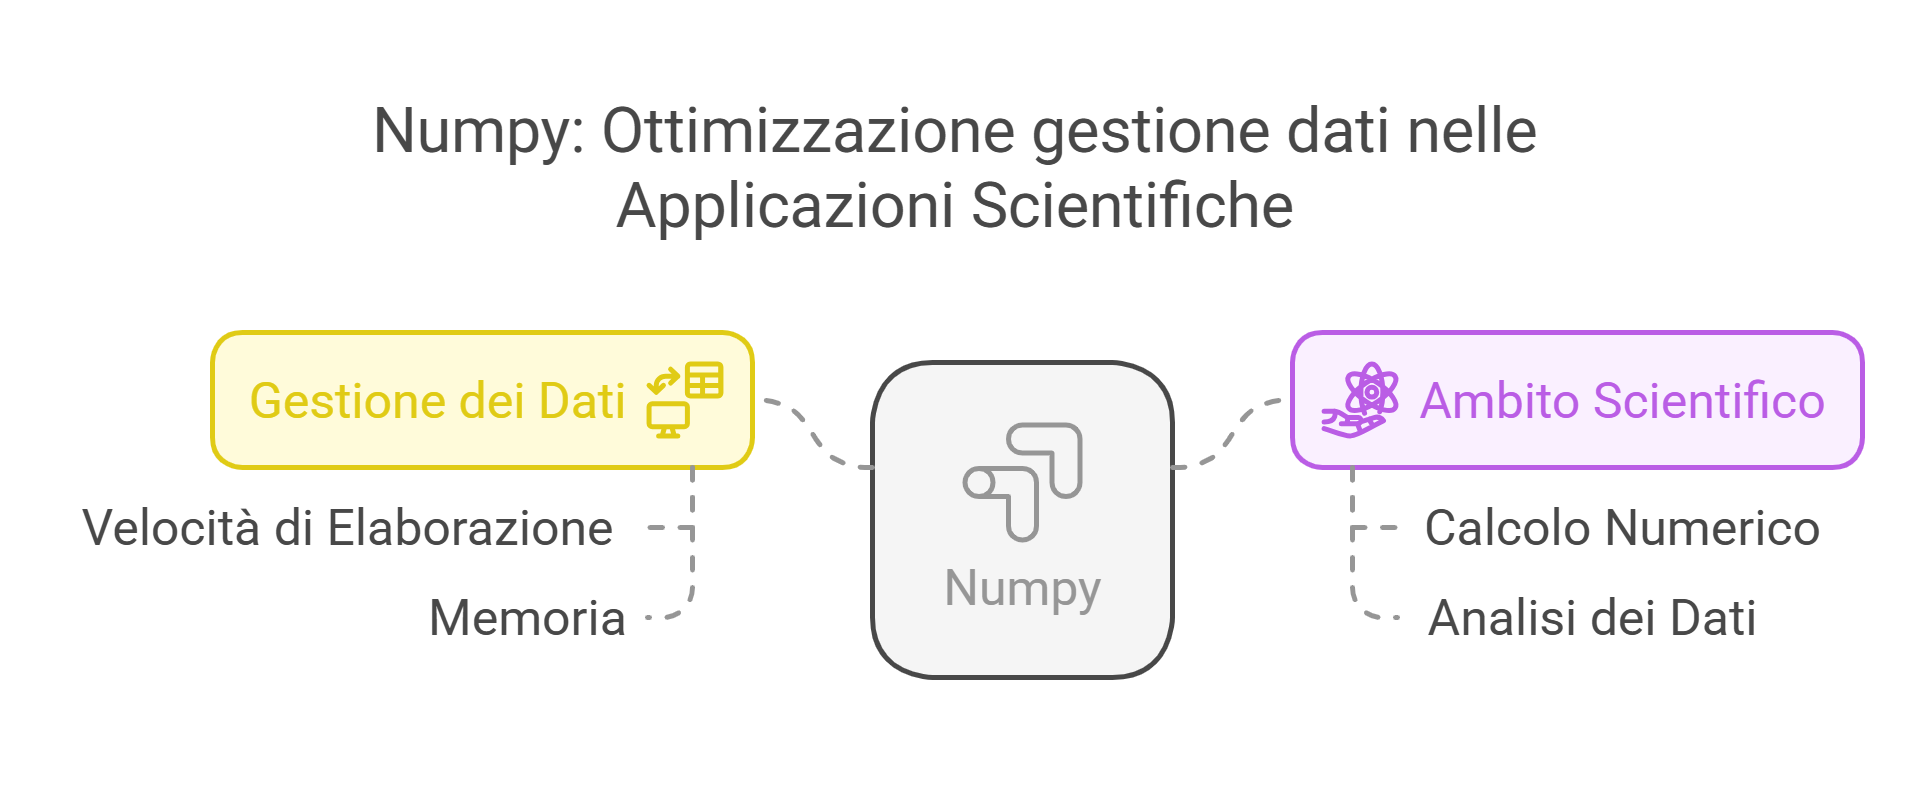 Numpy: Ottimizzazione gestione dati nelle
Applicazioni Scientifiche
Gestione dei Dati
Velocità di Elaborazione
Memoria
Numpy
Ambito Scientifico
Calcolo Numerico
Analisi dei Dati